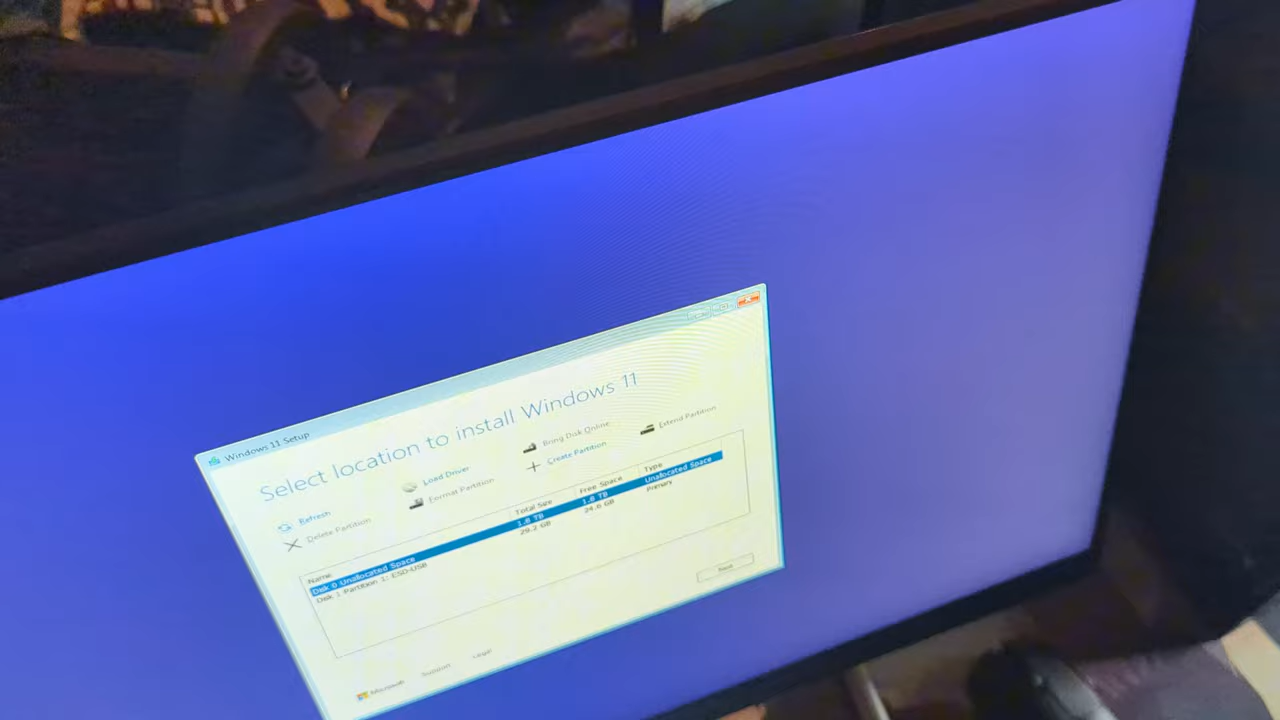 Windows 11 Setup
Select location to install Windows 11
Refresh
Load Driver
Bring Disk Online
Extend Partition
Delete Partition
Format Partition
Create Partition
Name Total Size Free Space Type
Disk 0 Unallocated Space 1.8 TB 1.8 TB Unallocated Space
Disk 1 Partition 1: ESD-USB 29.2 GB 24.6 GB Primary
Next
Microsoft Support Legal